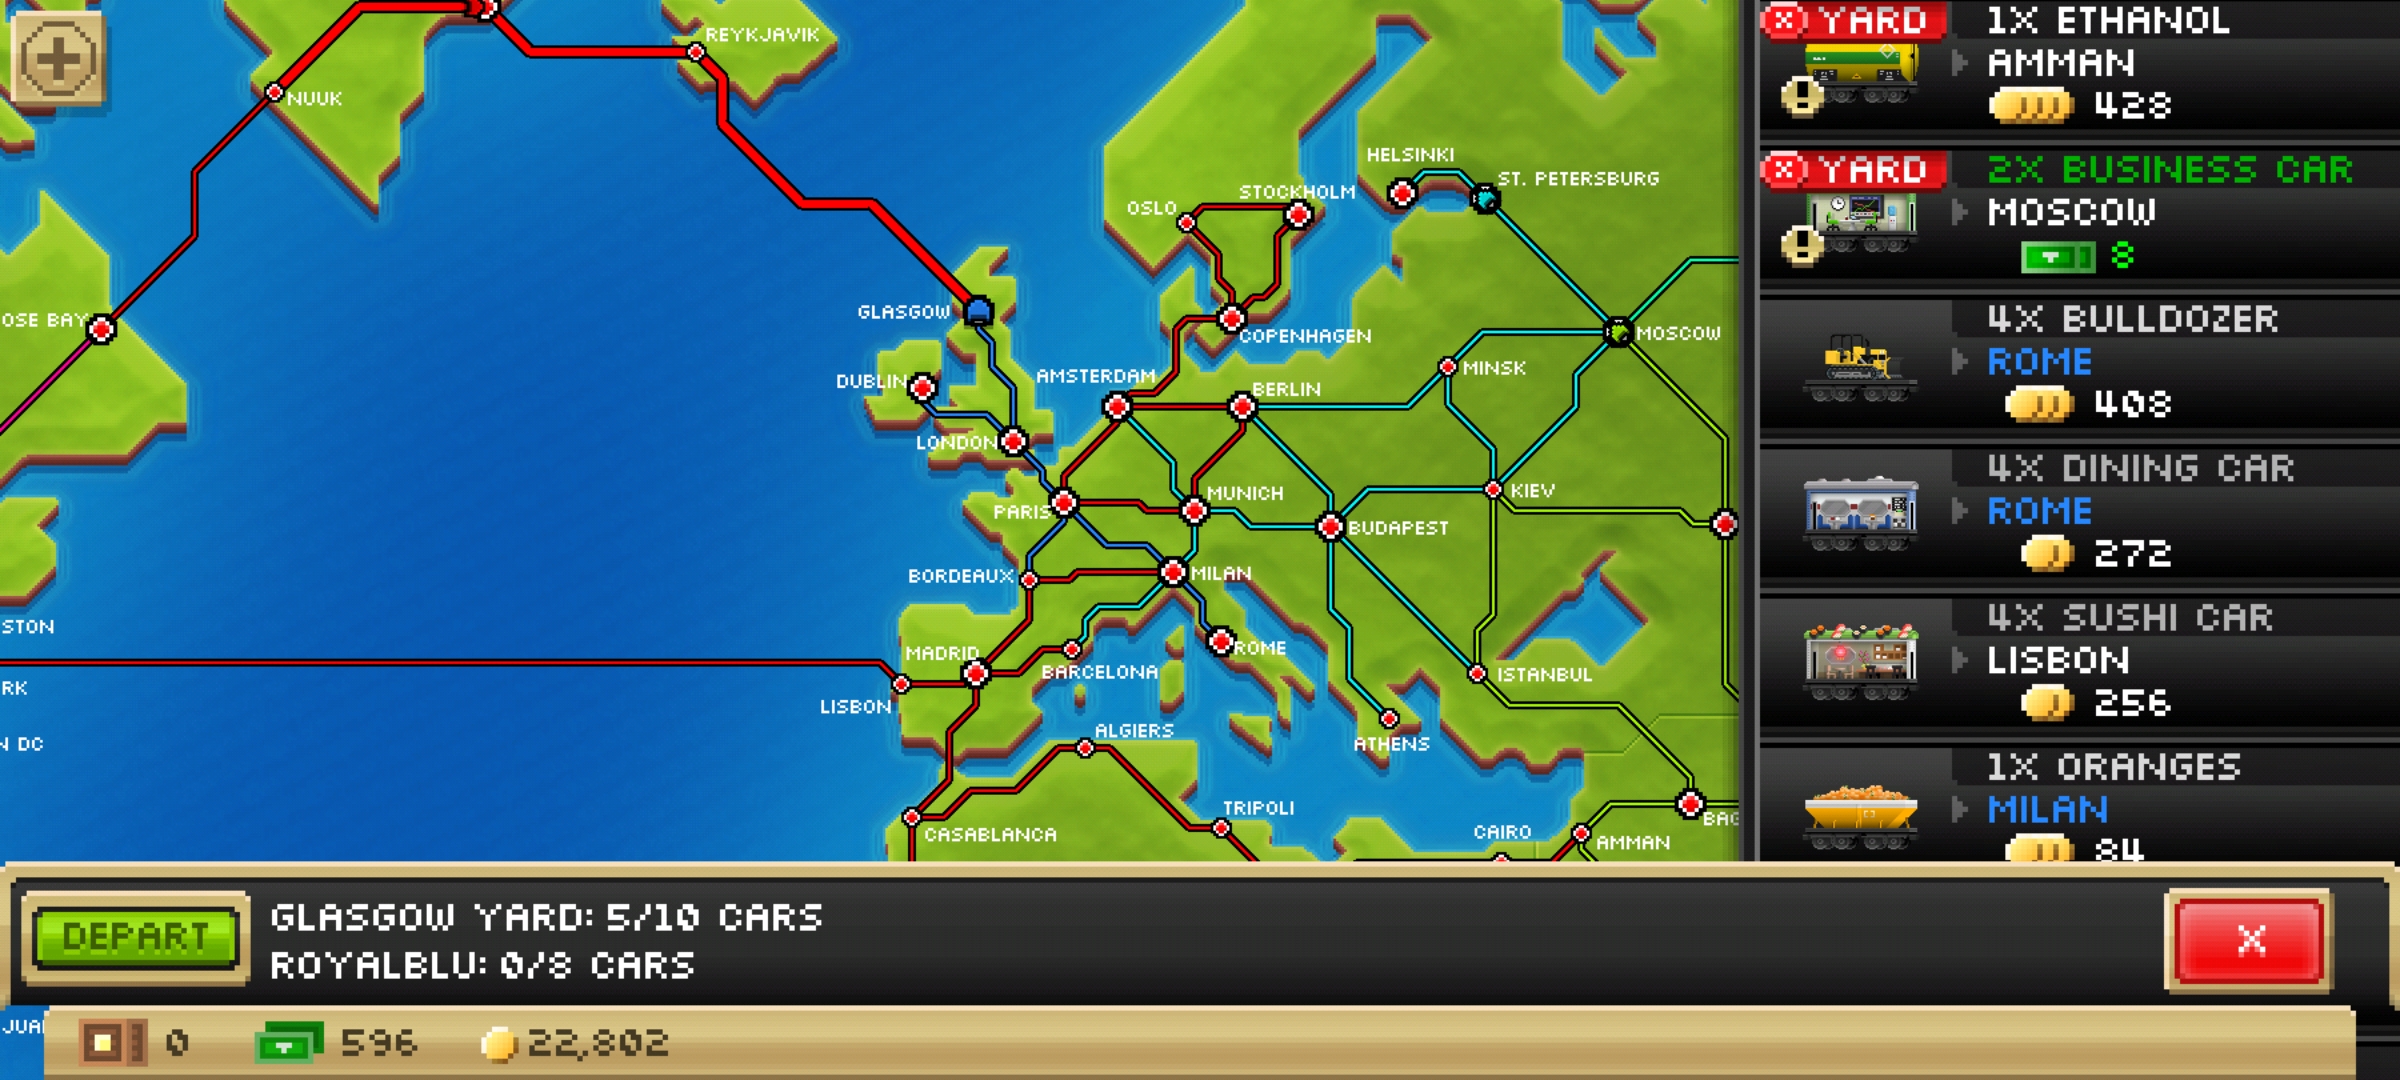 REYKJAVIK
NUUK
OSE BAY
HELSINKI
ST. PETERSBURG
STOCKHOLM
OSLO
GLASGOW
COPENHAGEN
MOSCOW
DUBLIN
AMSTERDAM
BERLIN
MINSK
LONDON
MUNICH
KIEV
PARIS
BUDAPEST
BORDEAUX
MILAN
STON
MADRID
ROME
BARCELONA
ISTANBUL
RK
LISBON
N DC
ALGIERS
ATHENS
TRIPOLI
CASABLANCA
CAIRO
AMMAN
BAG
JUA
YARD
1X ETHANOL
AMMAN
428
YARD
2X BUSINESS CAR
MOSCOW
8
4X BULLDOZER
ROME
408
4X DINING CAR
ROME
272
4X SUSHI CAR
LISBON
256
1X ORANGES
MILAN
84
DEPART
GLASGOW YARD: 5/10 CARS
ROYALBLU: 0/8 CARS
X
0
596
22,802